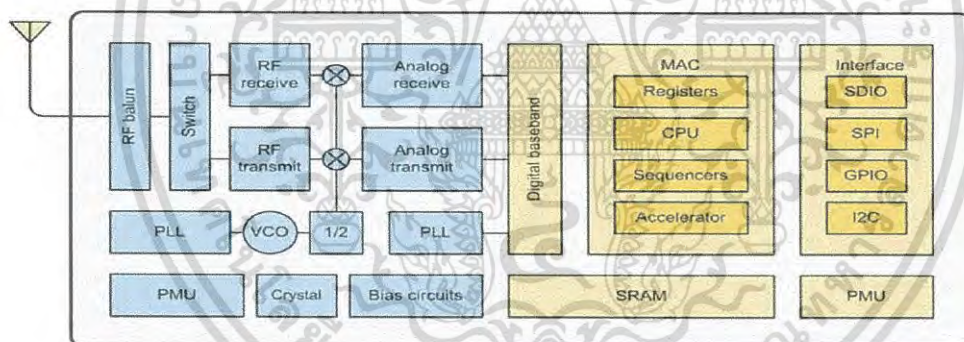 RF balun
Switch
RF
receive
Analog
receive
RF
transmit
Analog
transmit
PLL
VCO
1/2
PLL
PMU
Crystal
Bias circuits
Digital baseband
MAC
Registers
CPU
Sequencers
Accelerator
Interface
SDIO
SPI
GPIO
I2C
SRAM
PMU